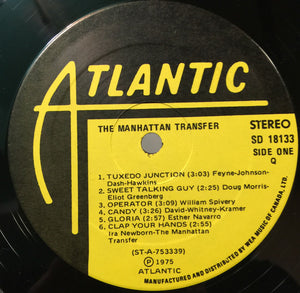 ATLANTIC
THE MANHATTAN TRANSFER
STEREO
SD 18133
SIDE ONE
Q
1. TUXEDO JUNCTION (3:03) Feyne-Johnson-
Dash-Hawkins
2. SWEET TALKING GUY (2:25) Doug Morris-
Eliot Greenberg
3. OPERATOR (3:09) William Spivery
4. CANDY (3:26) David-Whitney-Kramer
5. GLORIA (2:57) Esther Navarro
6. CLAP YOUR HANDS (2:55)
Ira Newborn-The Manhattan
Transfer
(ST-A-753339)
Ⓟ 1975
ATLANTIC
MANUFACTURED AND DISTRIBUTED BY WEA MUSIC OF CANADA, LTD.